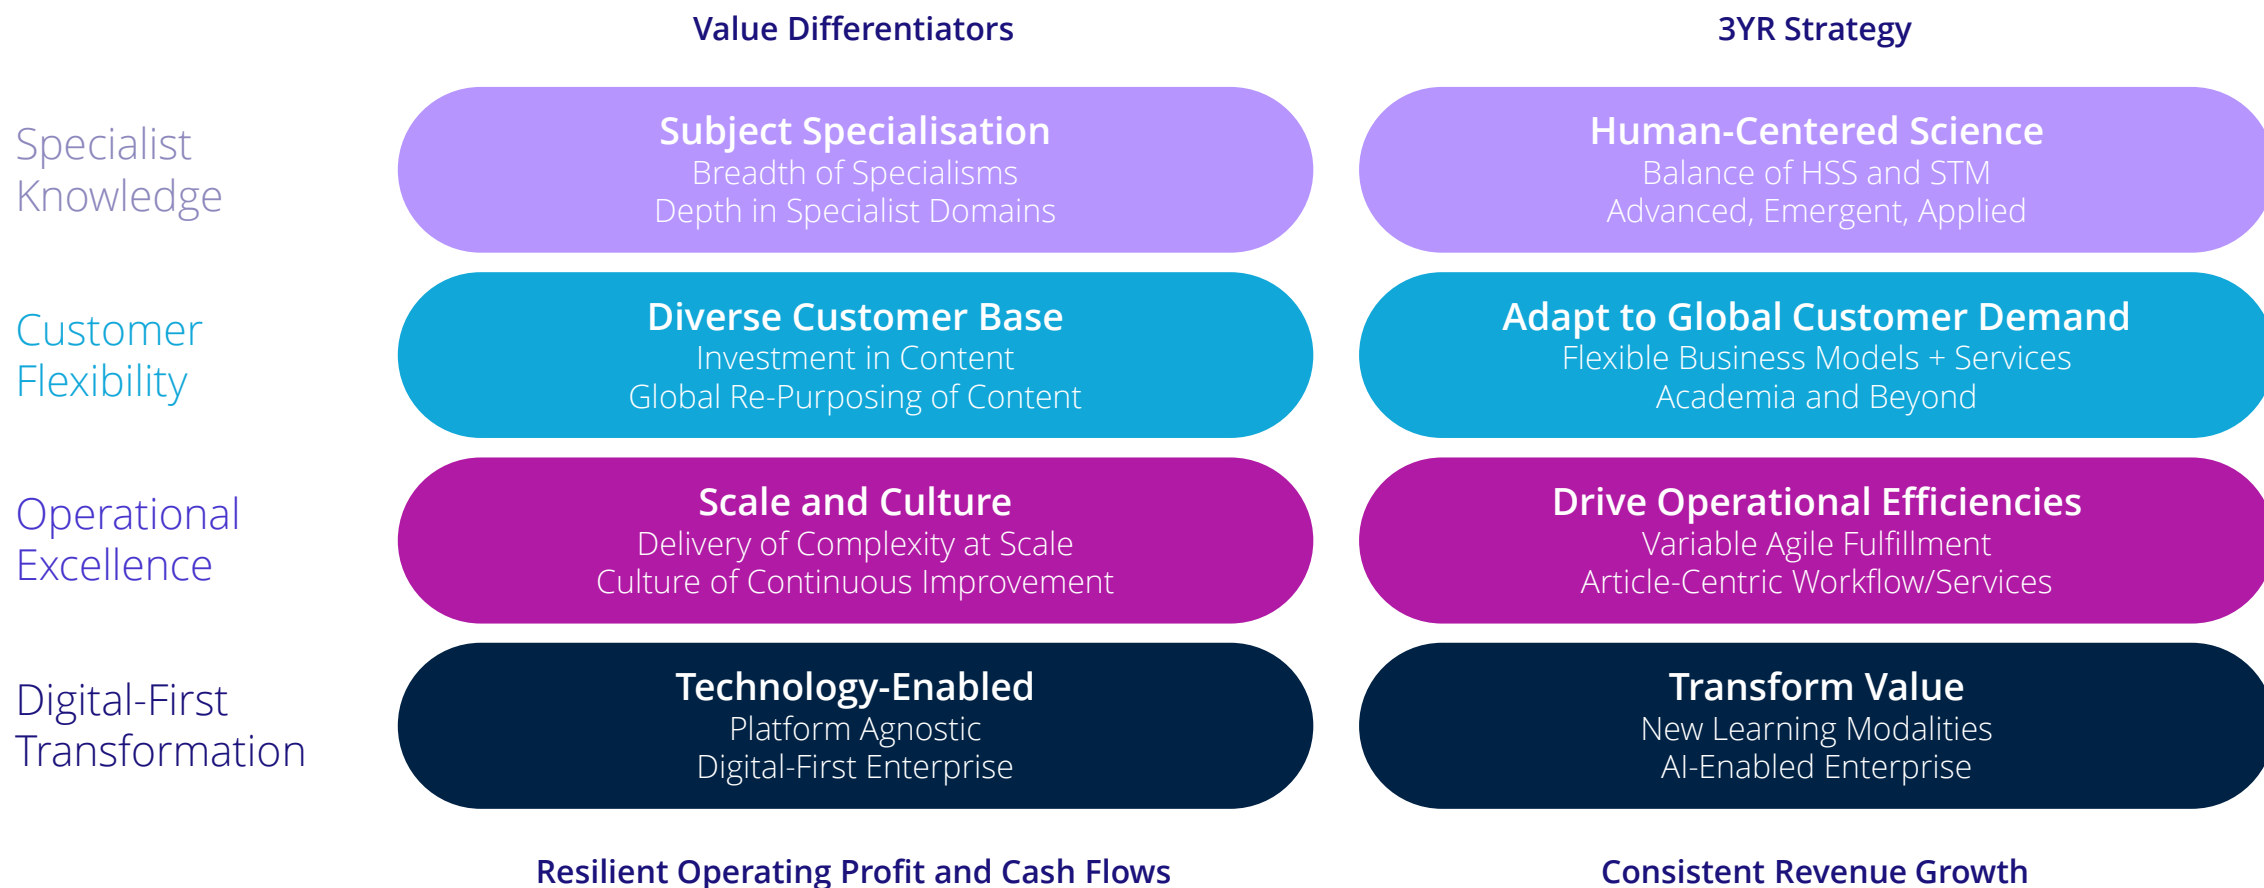 Value Differentiators
3YR Strategy
Specialist
Knowledge
Subject Specialisation
Breadth of Specialisms
Depth in Specialist Domains
Human-Centered Science
Balance of HSS and STM
Advanced, Emergent, Applied
Customer
Flexibility
Diverse Customer Base
Investment in Content
Global Re-Purposing of Content
Adapt to Global Customer Demand
Flexible Business Models + Services
Academia and Beyond
Operational
Excellence
Scale and Culture
Delivery of Complexity at Scale
Culture of Continuous Improvement
Drive Operational Efficiencies
Variable Agile Fulfillment
Article-Centric Workflow/Services
Digital-First
Transformation
Technology-Enabled
Platform Agnostic
Digital-First Enterprise
Transform Value
New Learning Modalities
AI-Enabled Enterprise
Resilient Operating Profit and Cash Flows
Consistent Revenue Growth